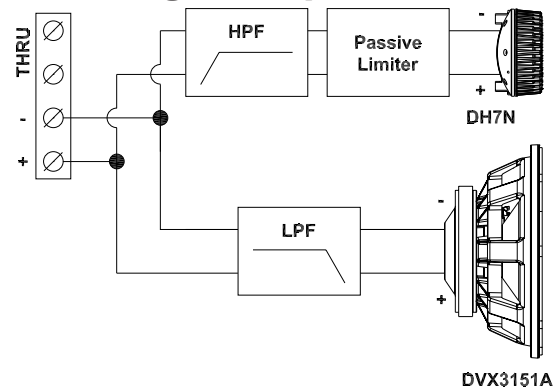 THRU
-
+
HPF
Passive
Limiter
-
+
DH7N
LPF
-
+
DVX3151A